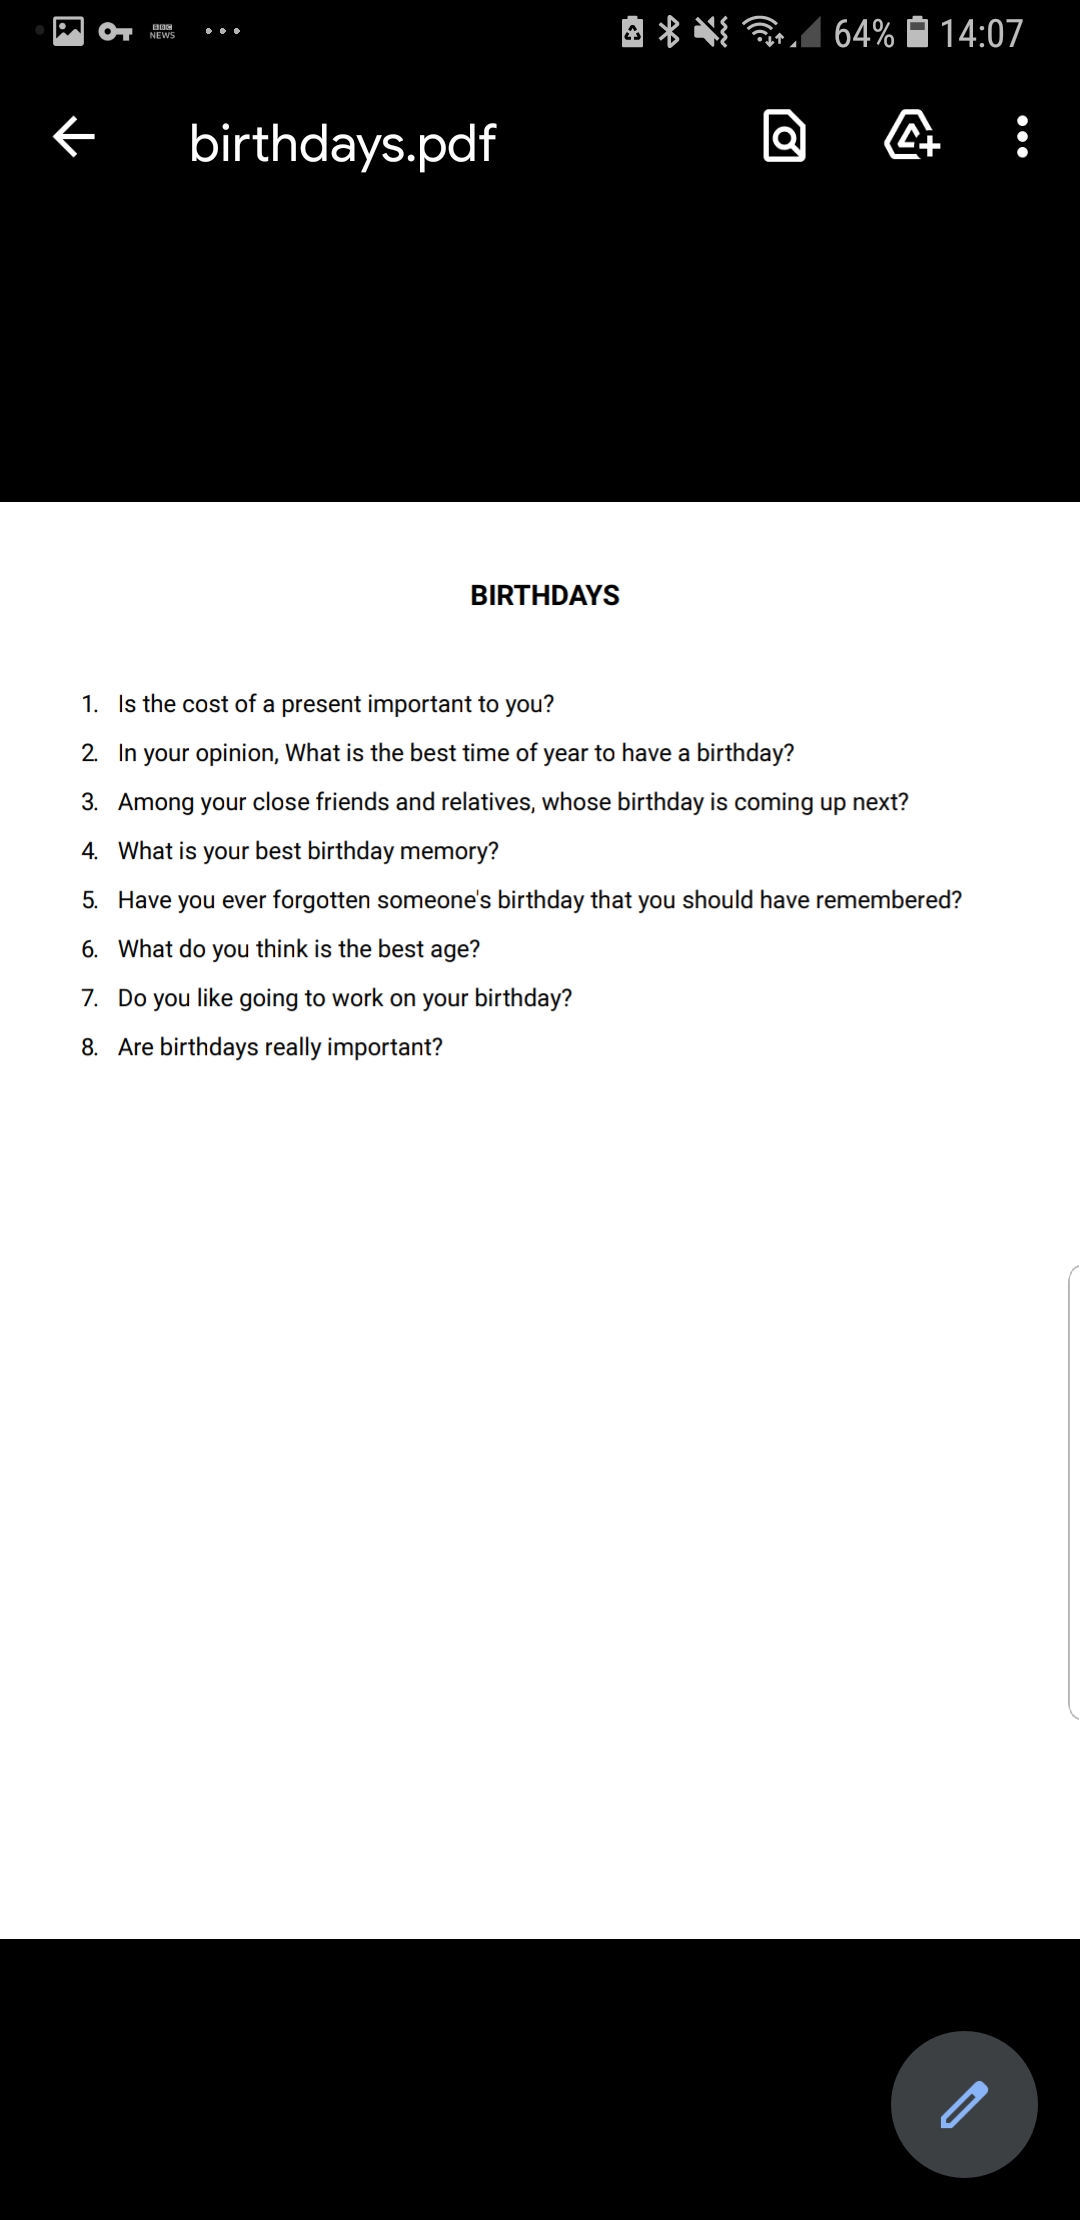 BBC NEWS 64% 14:07
birthdays.pdf
BIRTHDAYS
1. Is the cost of a present important to you?
2. In your opinion, What is the best time of year to have a birthday?
3. Among your close friends and relatives, whose birthday is coming up next?
4. What is your best birthday memory?
5. Have you ever forgotten someone's birthday that you should have remembered?
6. What do you think is the best age?
7. Do you like going to work on your birthday?
8. Are birthdays really important?